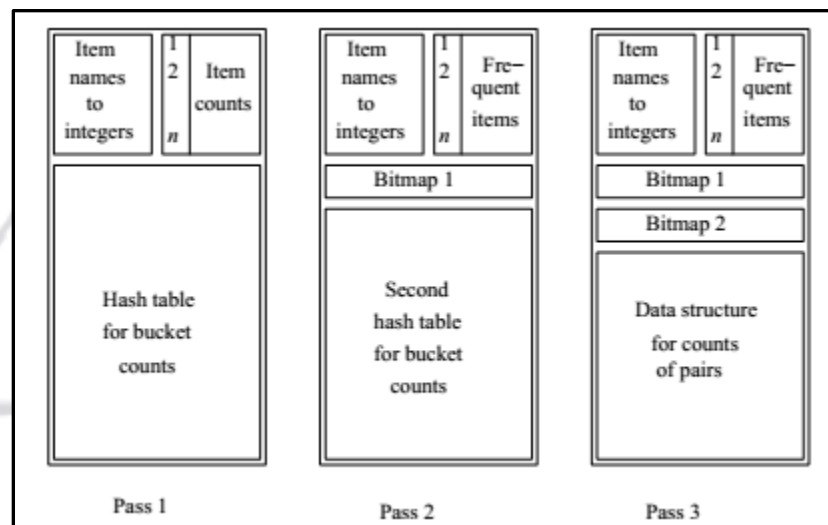 Item
names
to
integers
1
2
n
Item
counts
Hash table
for bucket
counts
Pass 1
Item
names
to
integers
1
2
n
Fre–
quent
items
Bitmap 1
Second
hash table
for bucket
counts
Pass 2
Item
names
to
integers
1
2
n
Fre–
quent
items
Bitmap 1
Bitmap 2
Data structure
for counts
of pairs
Pass 3